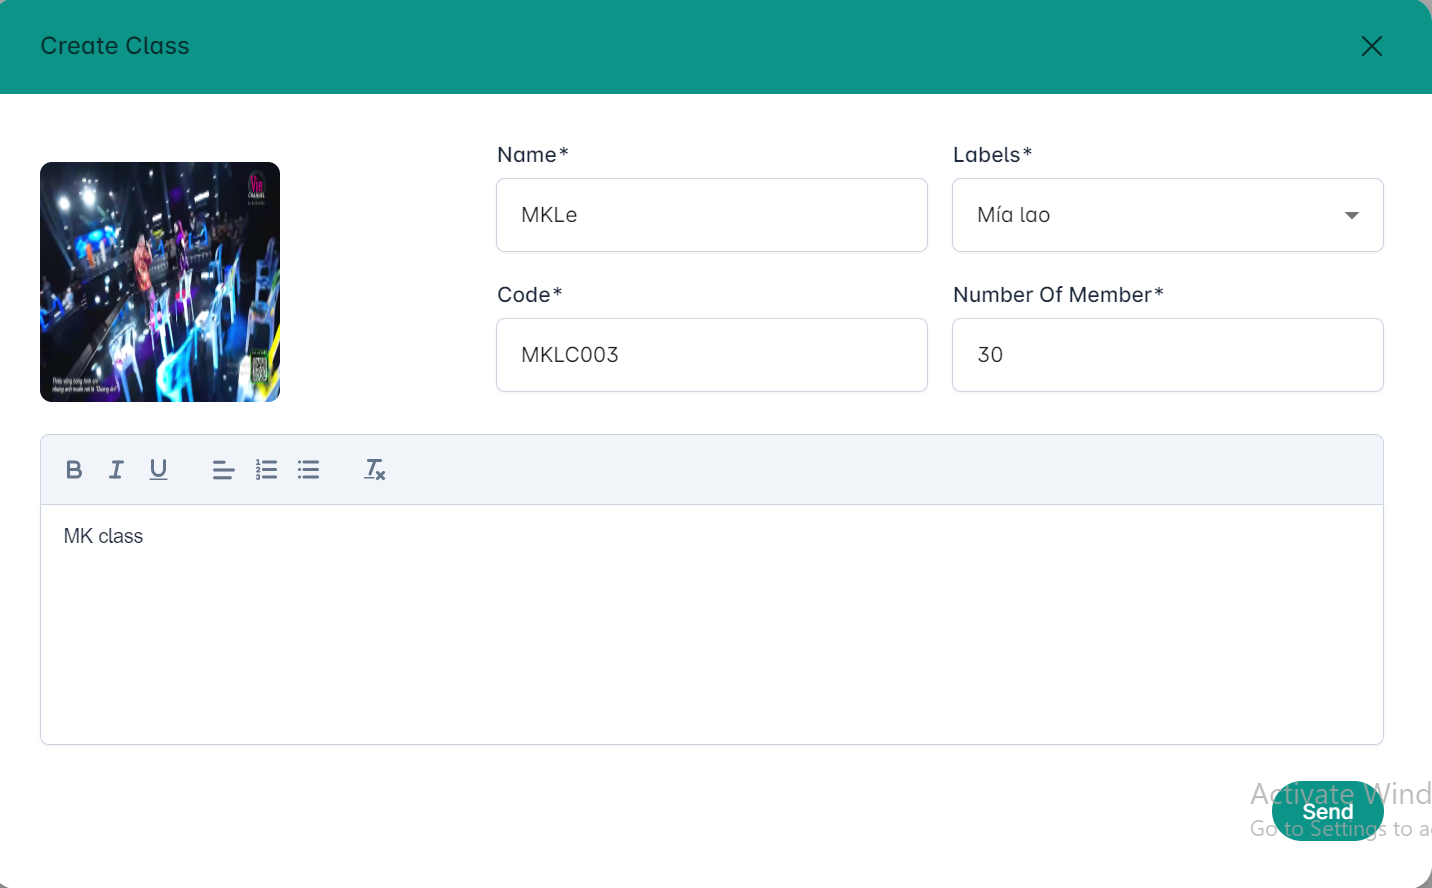 Create Class
Name*
Labels*
MKLe
Mía lao
Code*
Number Of Member*
MKLC003
30
MK class
Activate Wind
Send
Go to Settings to a